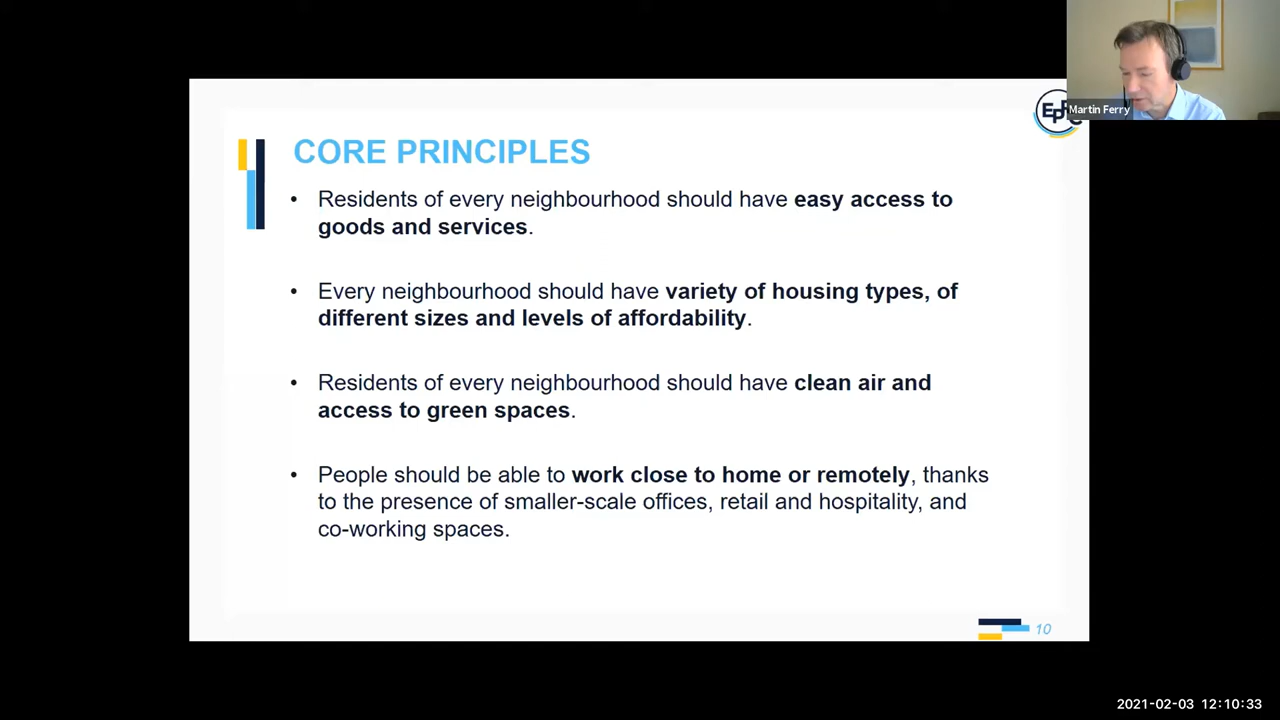 Martin Ferry
CORE PRINCIPLES
• Residents of every neighbourhood should have easy access to
goods and services.
• Every neighbourhood should have variety of housing types, of
different sizes and levels of affordability.
• Residents of every neighbourhood should have clean air and
access to green spaces.
• People should be able to work close to home or remotely, thanks
to the presence of smaller-scale offices, retail and hospitality, and
co-working spaces.
10
2021-02-03 12:10:33